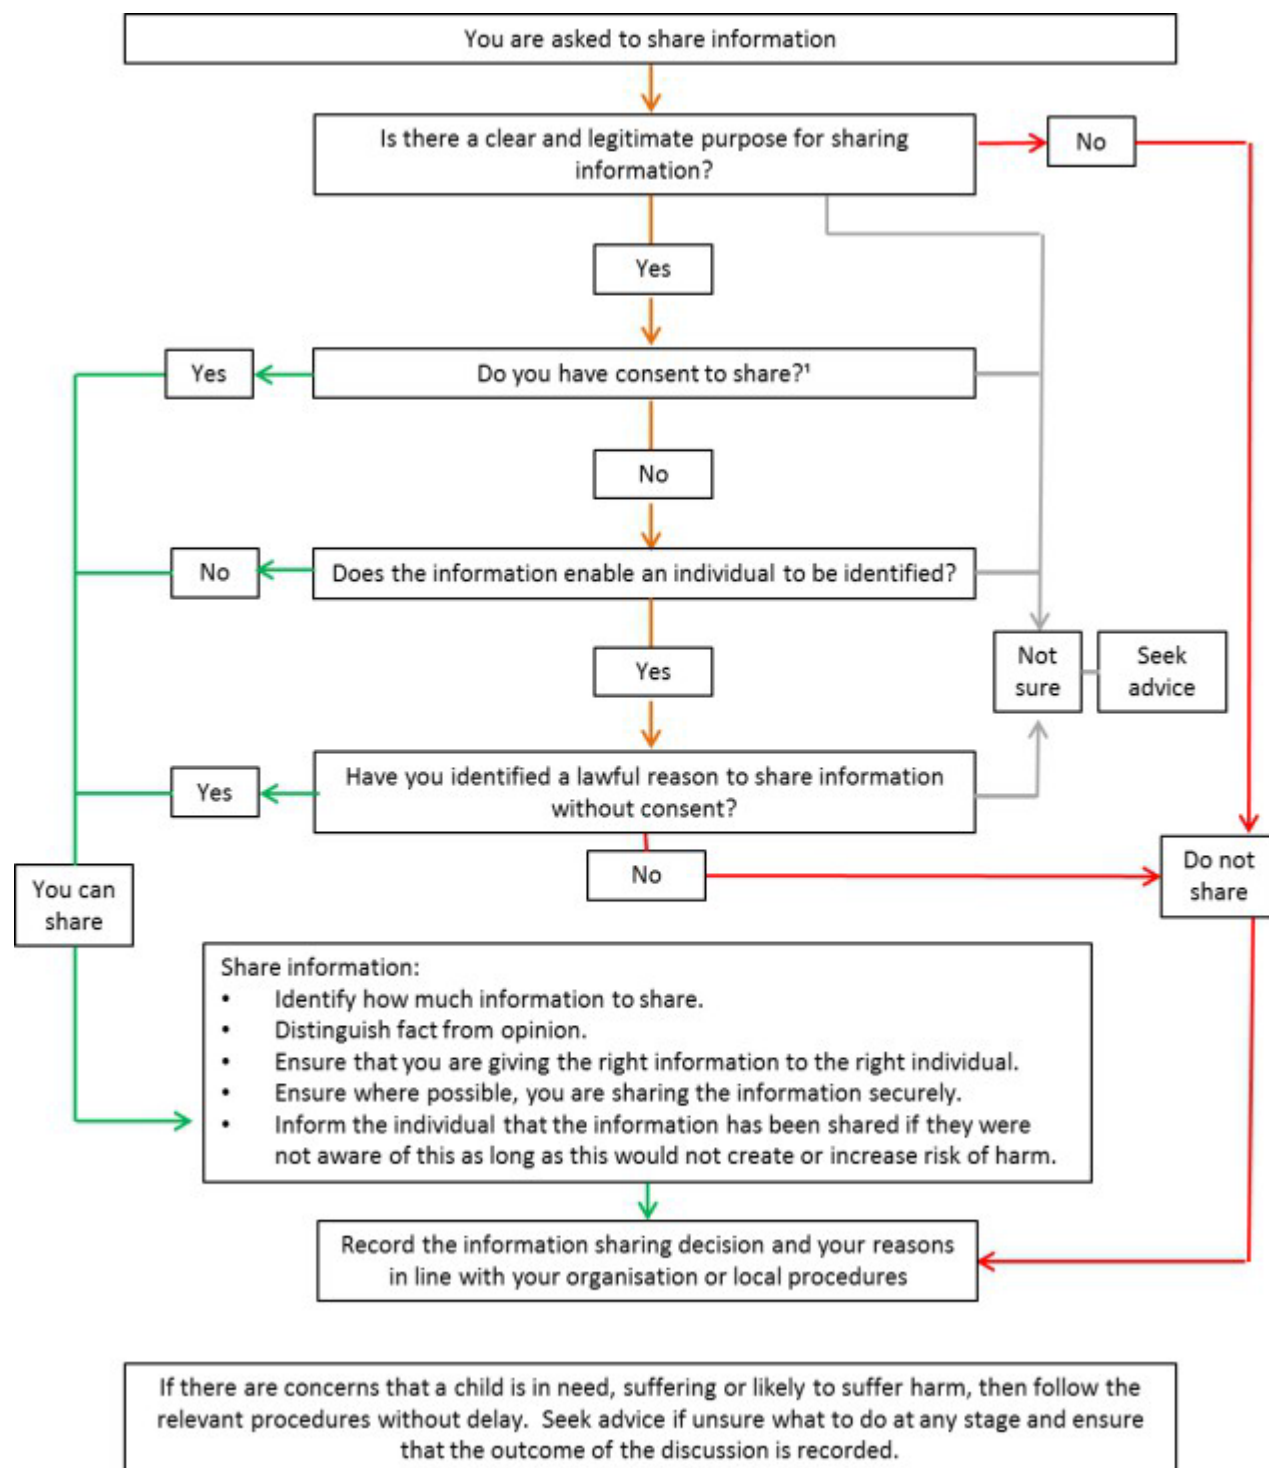 You are asked to share information
Is there a clear and legitimate purpose for sharing
information?
No
Yes
Yes
Do you have consent to share?¹
No
No
Does the information enable an individual to be identified?
Not
sure
Seek
advice
Yes
Yes
Have you identified a lawful reason to share information
without consent?
No
Do not
share
You can
share
Share information:
• Identify how much information to share.
• Distinguish fact from opinion.
• Ensure that you are giving the right information to the right individual.
• Ensure where possible, you are sharing the information securely.
• Inform the individual that the information has been shared if they were
not aware of this as long as this would not create or increase risk of harm.
Record the information sharing decision and your reasons
in line with your organisation or local procedures
If there are concerns that a child is in need, suffering or likely to suffer harm, then follow the
relevant procedures without delay. Seek advice if unsure what to do at any stage and ensure
that the outcome of the discussion is recorded.